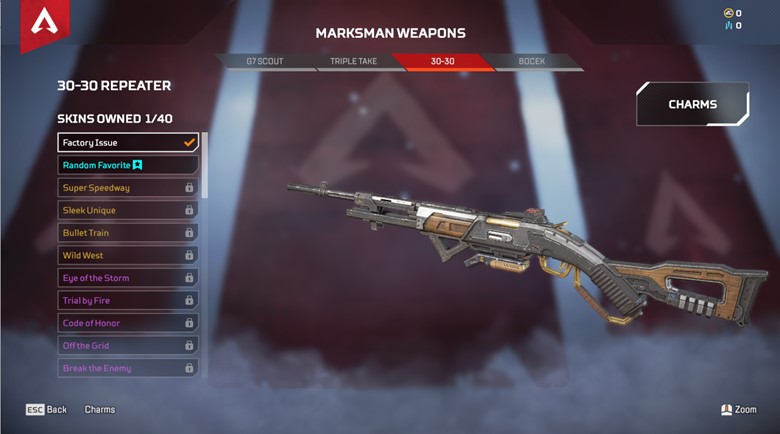 MARKSMAN WEAPONS
0
0
G7 SCOUT TRIPLE TAKE 30-30 BOCEK
30-30 REPEATER
CHARMS
SKINS OWNED 1/40
Factory Issue
Random Favorite
Super Speedway
Sleek Unique
Bullet Train
Wild West
Eye of the Storm
Trial by Fire
Code of Honor
Off the Grid
Break the Enemy
ESC Back Charms Zoom